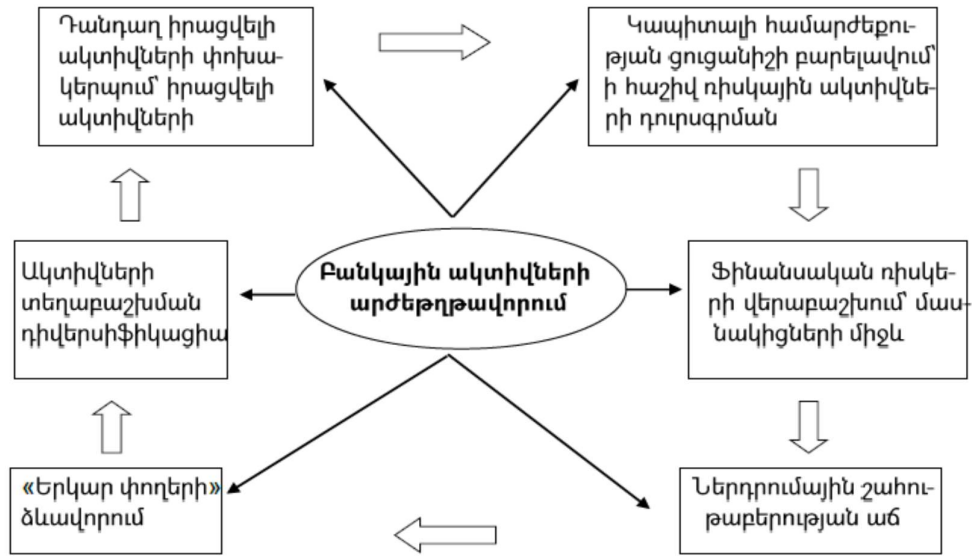 Դանդաղ իրացվելի
ակտիվների փոխա-
կերպում՝ իրացվելի
ակտիվների
Կապիտալի համարժեքու-
թյան ցուցանիշի բարելավում՝
ի հաշիվ ռիսկային ակտիվնե-
րի դուրսգրման
Ակտիվների
տեղաբաշխման
դիվերսիֆիկացիա
Բանկային ակտիվների
արժեթղթավորում
Ֆինանսական ռիսկե-
րի վերաբաշխում՝ մաս-
նակիցների միջև
«Երկար փողերի»
ձևավորում
Ներդրումային շահու-
թաբերության աճ